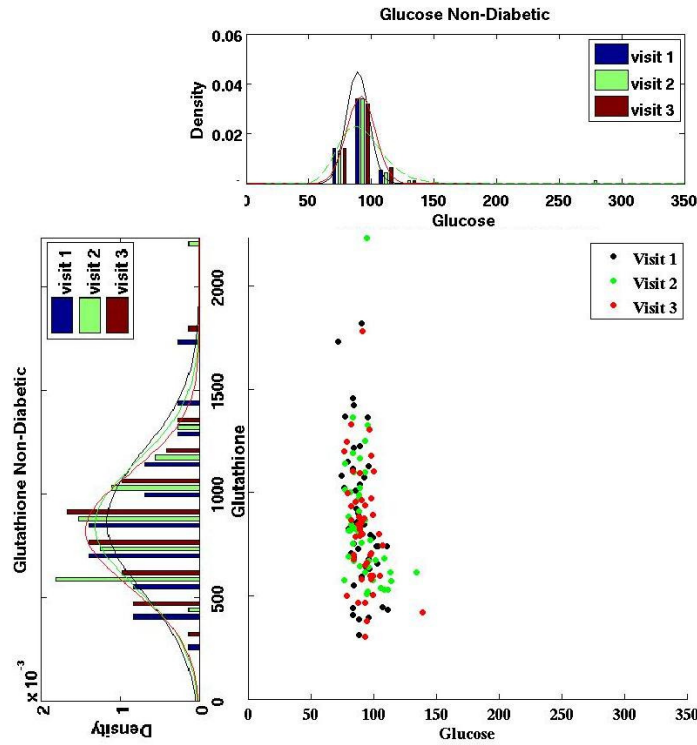 Glucose Non-Diabetic
0.06
0.04
0.02
Density
visit 1
visit 2
visit 3
0 50 100 150 200 250 300 350
Glucose
Glutathione Non-Diabetic
visit 1
visit 2
visit 3
2000
1500
1000
500
0
Glutathione
x 10⁻³
2 1 0
Density
Visit 1
Visit 2
Visit 3
0 50 100 150 200 250 300 350
Glucose